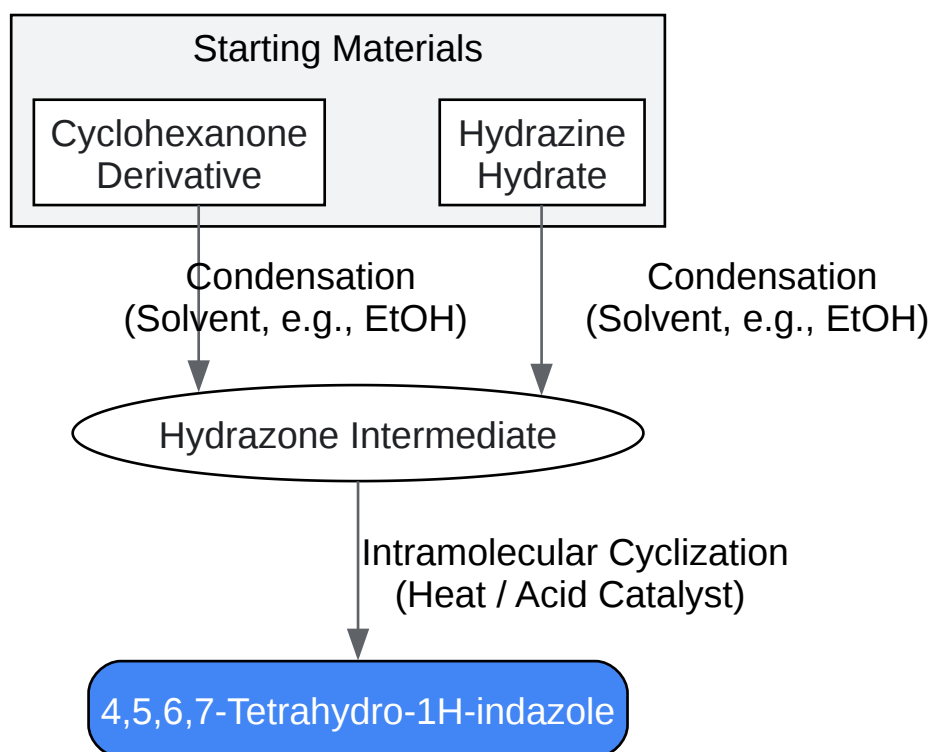 Starting Materials
Cyclohexanone
Derivative
Hydrazine
Hydrate
Condensation
(Solvent, e.g., EtOH)
Condensation
(Solvent, e.g., EtOH)
Hydrazone Intermediate
Intramolecular Cyclization
(Heat / Acid Catalyst)
4,5,6,7-Tetrahydro-1H-indazole